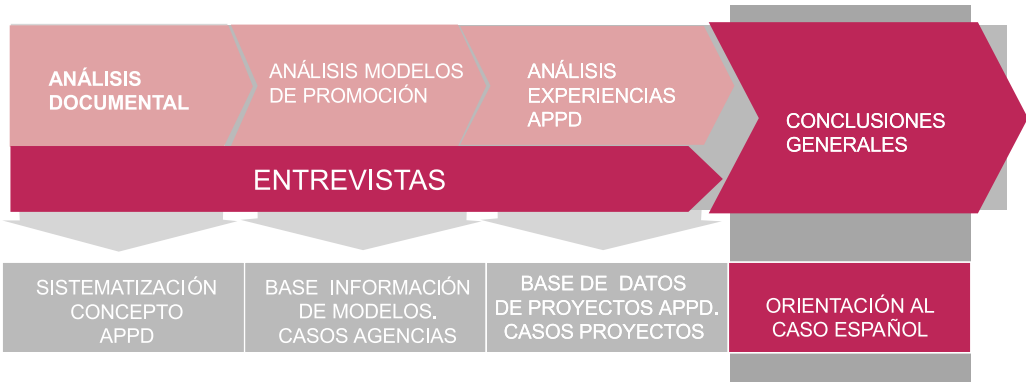 ANÁLISIS
DOCUMENTAL
ANÁLISIS MODELOS
DE PROMOCIÓN
ANÁLISIS
EXPERIENCIAS
APPD
CONCLUSIONES
GENERALES
ENTREVISTAS
SISTEMATIZACIÓN
CONCEPTO
APPD
BASE INFORMACIÓN
DE MODELOS.
CASOS AGENCIAS
BASE DE DATOS
DE PROYECTOS APPD.
CASOS PROYECTOS
ORIENTACIÓN AL
CASO ESPAÑOL